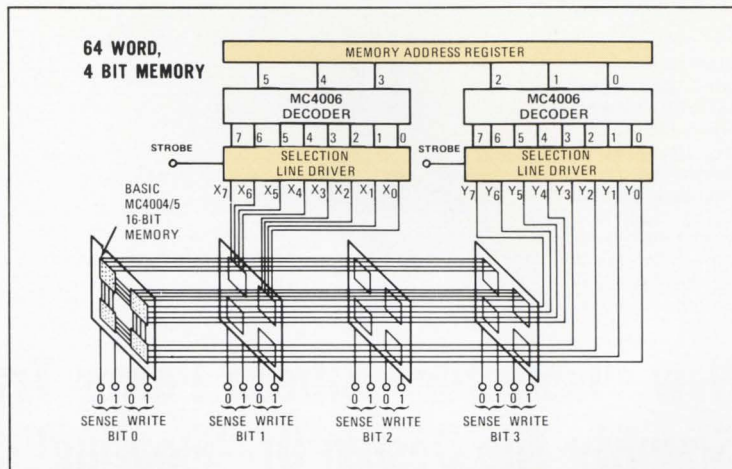 64 WORD,
4 BIT MEMORY
MEMORY ADDRESS REGISTER
5 4 3 2 1 0
MC4006
DECODER
MC4006
DECODER
7 6 5 4 3 2 1 0
7 6 5 4 3 2 1 0
STROBE
SELECTION
LINE DRIVER
STROBE
SELECTION
LINE DRIVER
X7 X6 X5 X4 X3 X2 X1 X0
Y7 Y6 Y5 Y4 Y3 Y2 Y1 Y0
BASIC
MC4004/5
16-BIT
MEMORY
0 1 0 1
0 1 0 1
0 1 0 1
0 1 0 1
SENSE WRITE
BIT 0
SENSE WRITE
BIT 1
SENSE WRITE
BIT 2
SENSE WRITE
BIT 3